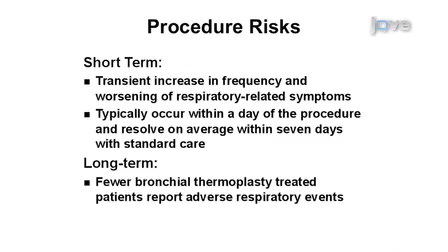 Procedure Risks
jove
Short Term:
■ Transient increase in frequency and
worsening of respiratory-related symptoms
■ Typically occur within a day of the procedure
and resolve on average within seven days
with standard care
Long-term:
■ Fewer bronchial thermoplasty treated
patients report adverse respiratory events